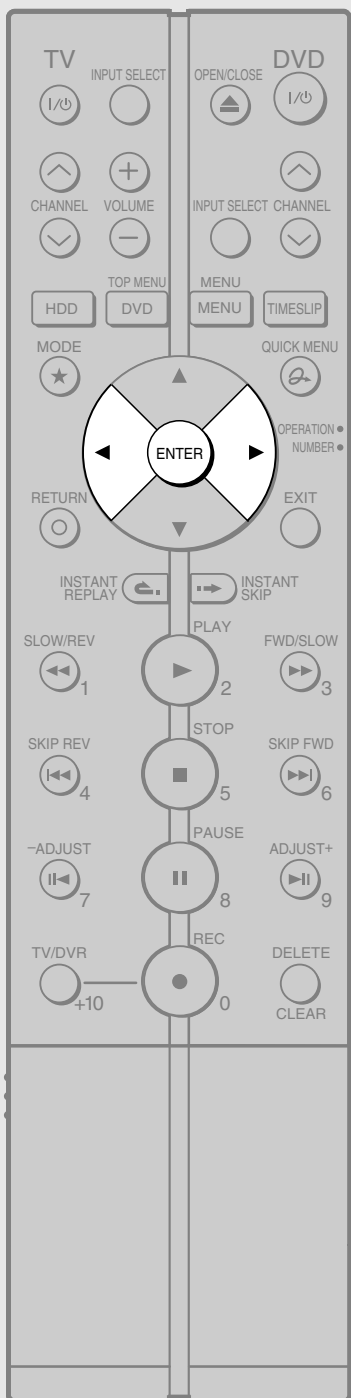 TV
DVD
INPUT SELECT
OPEN/CLOSE
I/⏻
I/⏻
CHANNEL
VOLUME
INPUT SELECT
CHANNEL
TOP MENU
MENU
HDD
DVD
MENU
TIMESLIP
MODE
QUICK MENU
ENTER
OPERATION
NUMBER
RETURN
EXIT
INSTANT
REPLAY
INSTANT
SKIP
SLOW/REV
PLAY
FWD/SLOW
1
2
3
SKIP REV
STOP
SKIP FWD
4
5
6
−ADJUST
PAUSE
ADJUST+
7
8
9
TV/DVR
REC
DELETE
+10
0
CLEAR